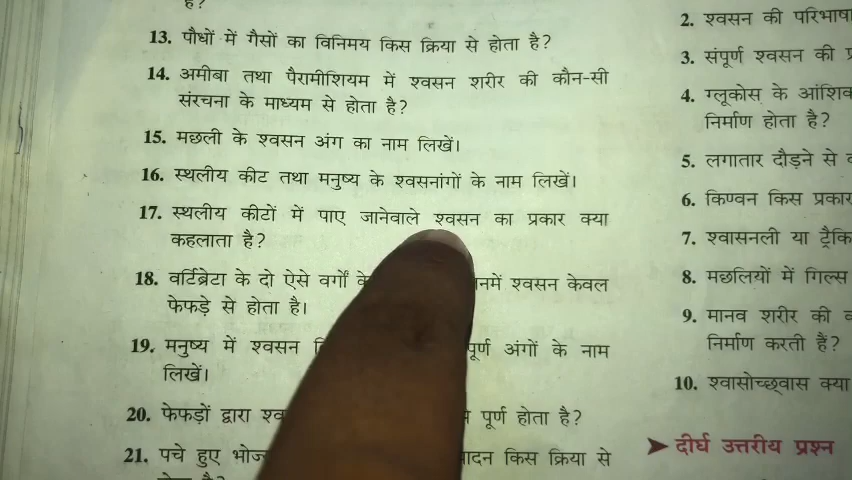 है?
13. पौधों में गैसों का विनिमय किस क्रिया से होता है?
14. अमीबा तथा पैरामीशियम में श्वसन शरीर की कौन-सी
संरचना के माध्यम से होता है?
15. मछली के श्वसन अंग का नाम लिखें।
16. स्थलीय कीट तथा मनुष्य के श्वसनांगों के नाम लिखें।
17. स्थलीय कीटों में पाए जानेवाले श्वसन का प्रकार क्या
कहलाता है?
18. वर्टिब्रेटा के दो ऐसे वर्गों के श्वसन केवल
फेफड़े से होता है।
19. मनुष्य में श्वसन अंगों के नाम
लिखें।
20. फेफड़ों द्वारा पूर्ण होता है?
21. पचे हुए किस क्रिया से
2. श्वसन की परिभाषा
3. संपूर्ण श्वसन की
4. ग्लूकोस के आंशिक
निर्माण होता है?
5. लगातार दौड़ने से
6. किण्वन किस प्रकार
7. श्वासनली या
8. मछलियों में गिल्स
9. मानव शरीर की
निर्माण करती हैं?
10. श्वासोच्छ्वास क्या
➤ दीर्घ उत्तरीय प्रश्न